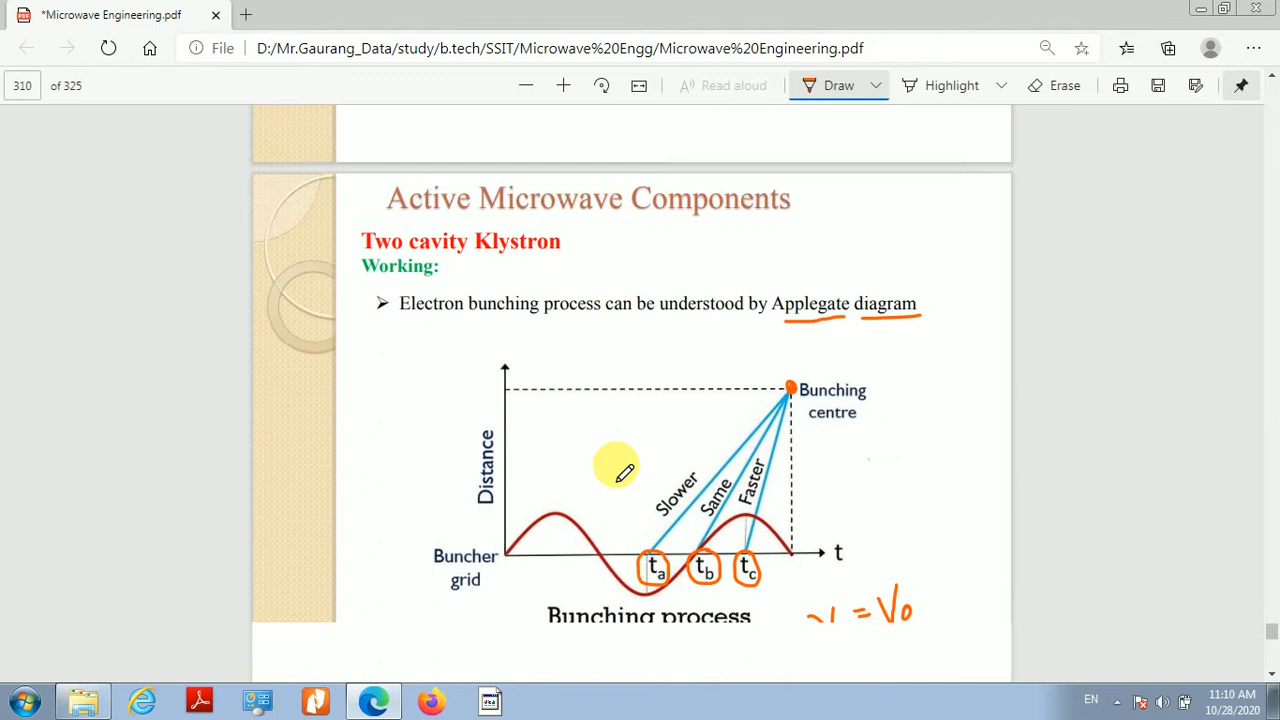 *Microwave Engineering.pdf
File D:/Mr.Gaurang_Data/study/b.tech/SSIT/Microwave%20Engg/Microwave%20Engineering.pdf
310 of 325
Read aloud
Draw
Highlight
Erase
Active Microwave Components
Two cavity Klystron
Working:
Electron bunching process can be understood by Applegate diagram
Bunching
centre
Distance
Slower
Same
Faster
Buncher
grid
ta tb tc
t
Bunching process
= V0
EN
11:10 AM
10/28/2020